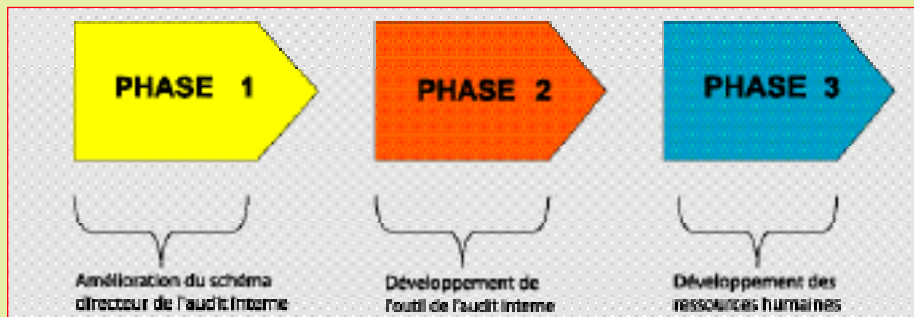 PHASE 1
PHASE 2
PHASE 3
Amélioration du schéma
directeur de l'audit interne
Développement de
l'outil de l'audit interne
Développement des
ressources humaines